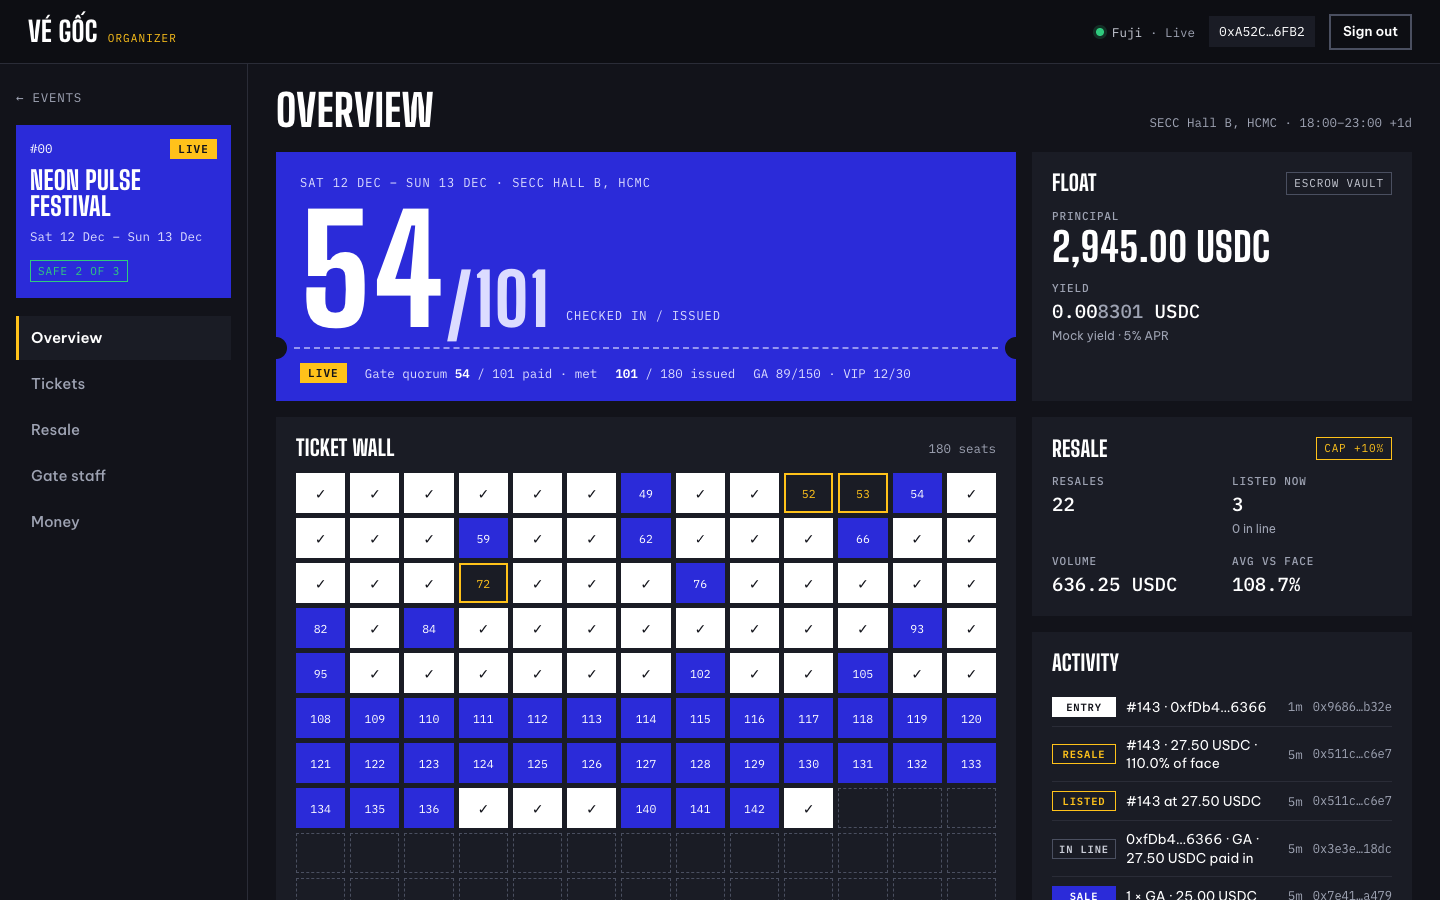 VÉ GỐC ORGANIZER
Fuji · Live
0xA52C…6FB2
Sign out
← EVENTS
#00
LIVE
NEON PULSE
FESTIVAL
Sat 12 Dec – Sun 13 Dec
SAFE 2 OF 3
Overview
Tickets
Resale
Gate staff
Money
OVERVIEW
SECC Hall B, HCMC · 18:00–23:00 +1d
SAT 12 DEC – SUN 13 DEC · SECC HALL B, HCMC
54/101 CHECKED IN / ISSUED
LIVE Gate quorum 54 / 101 paid · met 101 / 180 issued GA 89/150 · VIP 12/30
FLOAT
ESCROW VAULT
PRINCIPAL
2,945.00 USDC
YIELD
0.008301 USDC
Mock yield · 5% APR
TICKET WALL
180 seats
✓ ✓ ✓ ✓ ✓ ✓ 49 ✓ ✓ 52 53 54 ✓
✓ ✓ ✓ 59 ✓ ✓ 62 ✓ ✓ ✓ 66 ✓ ✓
✓ ✓ ✓ 72 ✓ ✓ ✓ 76 ✓ ✓ ✓ ✓ ✓
82 ✓ 84 ✓ ✓ ✓ ✓ ✓ ✓ ✓ ✓ 93 ✓
95 ✓ ✓ ✓ ✓ ✓ ✓ 102 ✓ ✓ 105 ✓ ✓
108 109 110 111 112 113 114 115 116 117 118 119 120
121 122 123 124 125 126 127 128 129 130 131 132 133
134 135 136 ✓ ✓ ✓ 140 141 142 ✓
RESALE
CAP +10%
RESALES
22
LISTED NOW
3
0 in line
VOLUME
636.25 USDC
AVG VS FACE
108.7%
ACTIVITY
ENTRY #143 · 0xfDb4…6366 1m 0x9686…b32e
RESALE #143 · 27.50 USDC ·
110.0% of face 5m 0x511c…c6e7
LISTED #143 at 27.50 USDC 5m 0x511c…c6e7
IN LINE 0xfDb4…6366 · GA ·
27.50 USDC paid in 5m 0x3e3e…18dc
SALE 1 × GA · 25.00 USDC 5m 0x7e41…a479